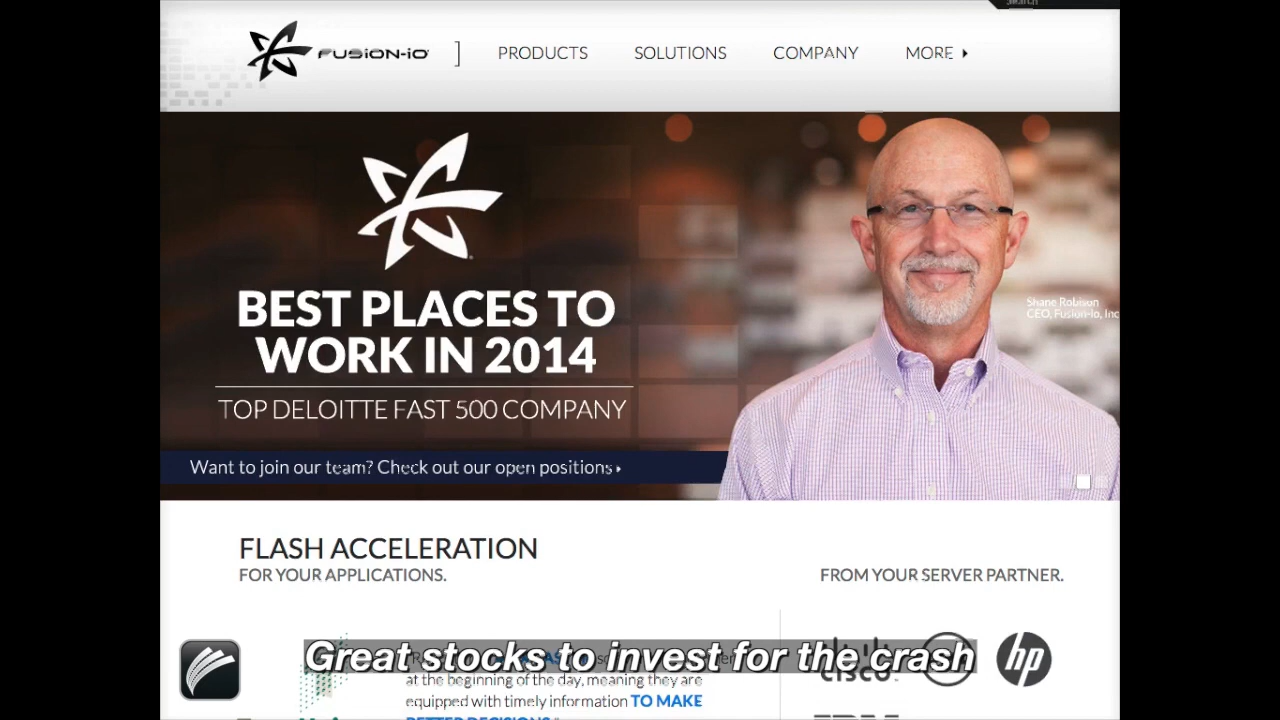 FUSION-iO
PRODUCTS SOLUTIONS COMPANY MORE
BEST PLACES TO
WORK IN 2014
TOP DELOITTE FAST 500 COMPANY
Shane Robison
CEO, Fusion-io, Inc
Want to join our team? Check out our open positions
FLASH ACCELERATION
FOR YOUR APPLICATIONS.
FROM YOUR SERVER PARTNER.
Great stocks to invest for the crash
cisco
hp
at the beginning of the day, meaning they are
equipped with timely information TO MAKE
BETTER DECISIONS